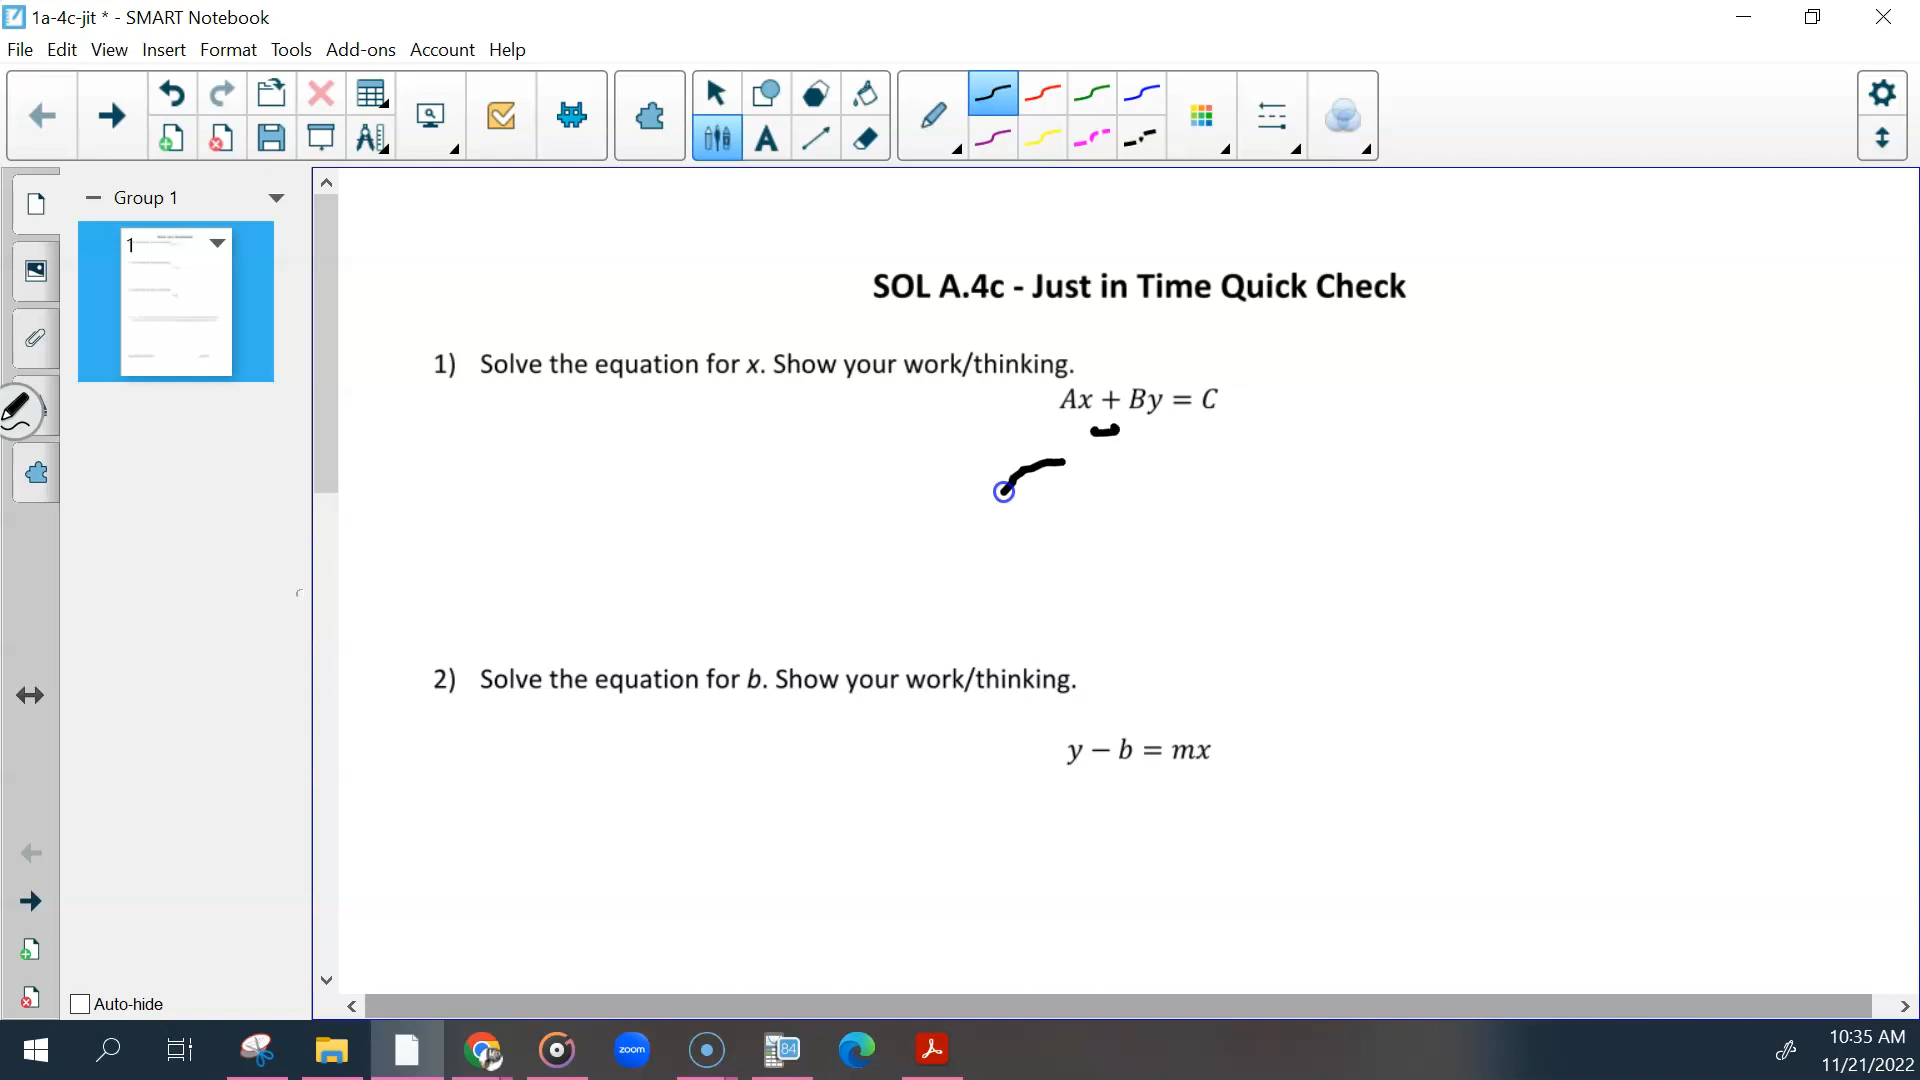 1a-4c-jit * - SMART Notebook
File Edit View Insert Format Tools Add-ons Account Help
Group 1
1
SOL A.4c - Just in Time Quick Check
1) Solve the equation for x. Show your work/thinking.
Ax + By = C
2) Solve the equation for b. Show your work/thinking.
y − b = mx
Auto-hide
zoom
84
10:35 AM
11/21/2022